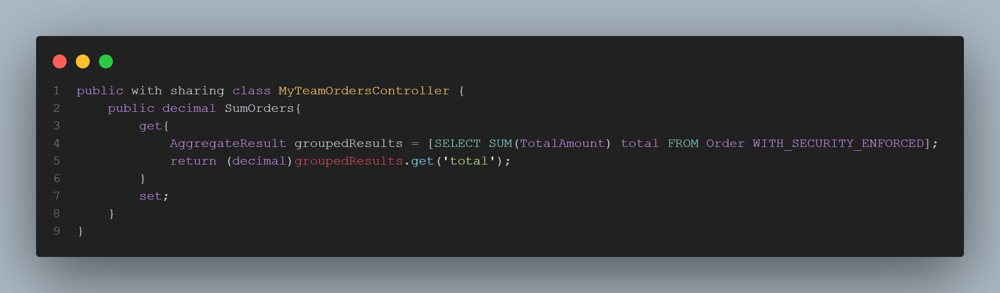 1 public with sharing class MyTeamOrdersController {
2     public decimal SumOrders{
3         get{
4             AggregateResult groupedResults = [SELECT SUM(TotalAmount) total FROM Order WITH_SECURITY_ENFORCED];
5             return (decimal)groupedResults.get('total');
6         }
7         set;
8     }
9 }